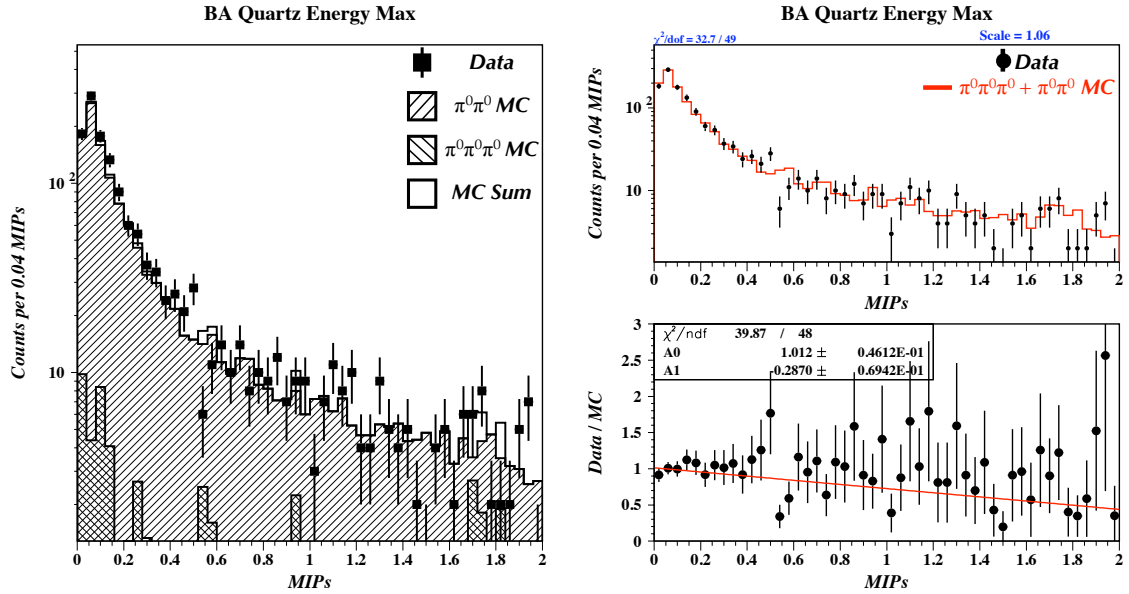 BA Quartz Energy Max
Counts per 0.04 MIPs
10²
10
Data
π⁰π⁰ MC
π⁰π⁰π⁰ MC
MC Sum
0 0.2 0.4 0.6 0.8 1 1.2 1.4 1.6 1.8 2
MIPs
BA Quartz Energy Max
χ²/dof = 32.7 / 49
Scale = 1.06
Counts per 0.04 MIPs
10²
10
Data
π⁰π⁰π⁰ + π⁰π⁰ MC
0 0.2 0.4 0.6 0.8 1 1.2 1.4 1.6 1.8 2
MIPs
Data / MC
3
2.5
2
1.5
1
0.5
0
χ²/ndf 39.87 / 48
A0 1.012 ± 0.4612E-01
A1 -0.2870 ± 0.6942E-01
0 0.2 0.4 0.6 0.8 1 1.2 1.4 1.6 1.8 2
MIPs